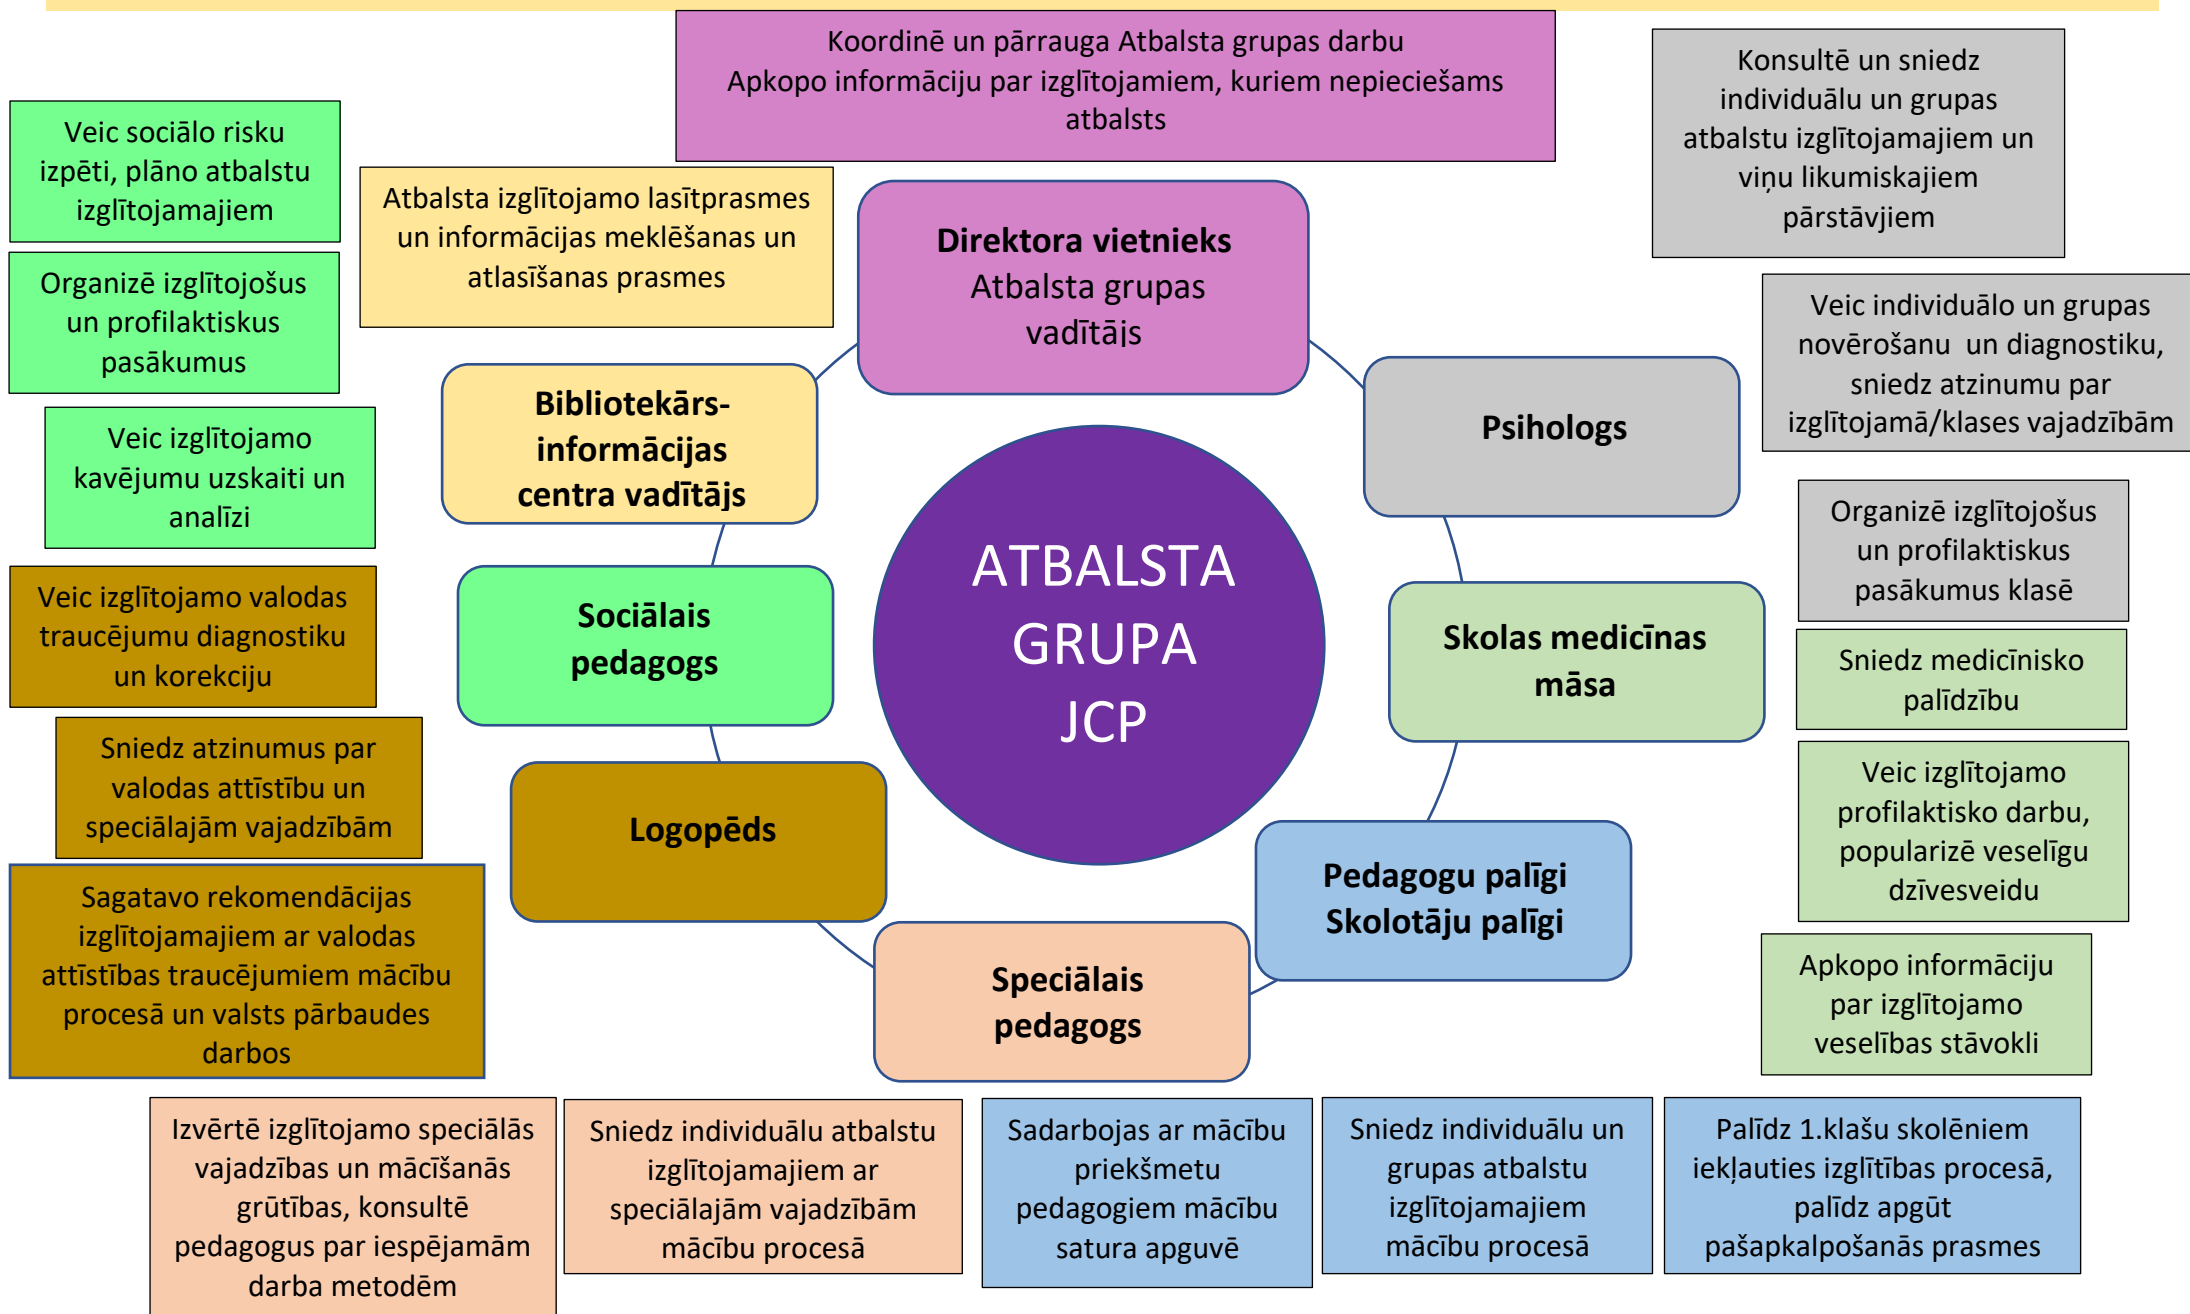 Koordinē un pārrauga Atbalsta grupas darbu
Apkopo informāciju par izglītojamiem, kuriem nepieciešams
atbalsts
Konsultē un sniedz
individuālu un grupas
atbalstu izglītojamajiem un
viņu likumiskajiem
pārstāvjiem
Veic sociālo risku
izpēti, plāno atbalstu
izglītojamajiem
Atbalsta izglītojamo lasītprasmes
un informācijas meklēšanas un
atlasīšanas prasmes
Direktora vietnieks
Atbalsta grupas
vadītājs
Organizē izglītojošus
un profilaktiskus
pasākumus
Veic individuālo un grupas
novērošanu un diagnostiku,
sniedz atzinumu par
izglītojamā/klases vajadzībām
Bibliotekārs-
informācijas
centra vadītājs
Psihologs
Veic izglītojamo
kavējumu uzskaiti un
analīzi
Organizē izglītojošus
un profilaktiskus
pasākumus klasē
ATBALSTA
GRUPA
JCP
Veic izglītojamo valodas
traucējumu diagnostiku
un korekciju
Sociālais
pedagogs
Skolas medicīnas
māsa
Sniedz medicīnisko
palīdzību
Sniedz atzinumus par
valodas attīstību un
speciālajām vajadzībām
Logopēds
Veic izglītojamo
profilaktisko darbu,
popularizē veselīgu
dzīvesveidu
Pedagogu palīgi
Skolotāju palīgi
Sagatavo rekomendācijas
izglītojamajiem ar valodas
attīstības traucējumiem mācību
procesā un valsts pārbaudes
darbos
Speciālais
pedagogs
Apkopo informāciju
par izglītojamo
veselības stāvokli
Izvērtē izglītojamo speciālās
vajadzības un mācīšanās
grūtības, konsultē
pedagogus par iespējamām
darba metodēm
Sniedz individuālu atbalstu
izglītojamajiem ar
speciālajām vajadzībām
mācību procesā
Sadarbojas ar mācību
priekšmetu
pedagogiem mācību
satura apguvē
Sniedz individuālu un
grupas atbalstu
izglītojamajiem
mācību procesā
Palīdz 1.klašu skolēniem
iekļauties izglītības procesā,
palīdz apgūt
pašapkalpošanās prasmes